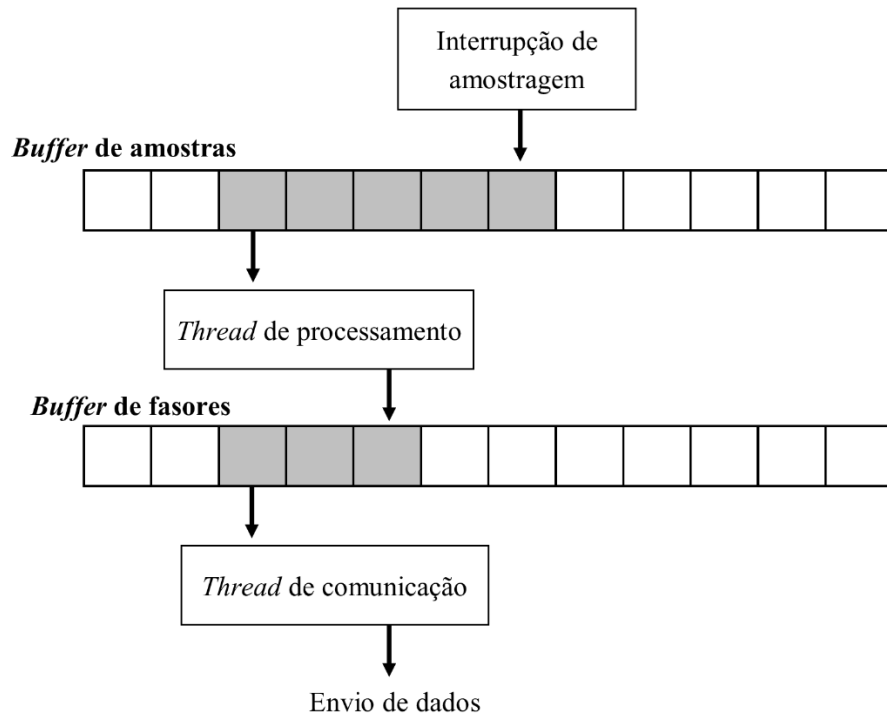 Interrupção de
amostragem
Buffer de amostras
Thread de processamento
Buffer de fasores
Thread de comunicação
Envio de dados